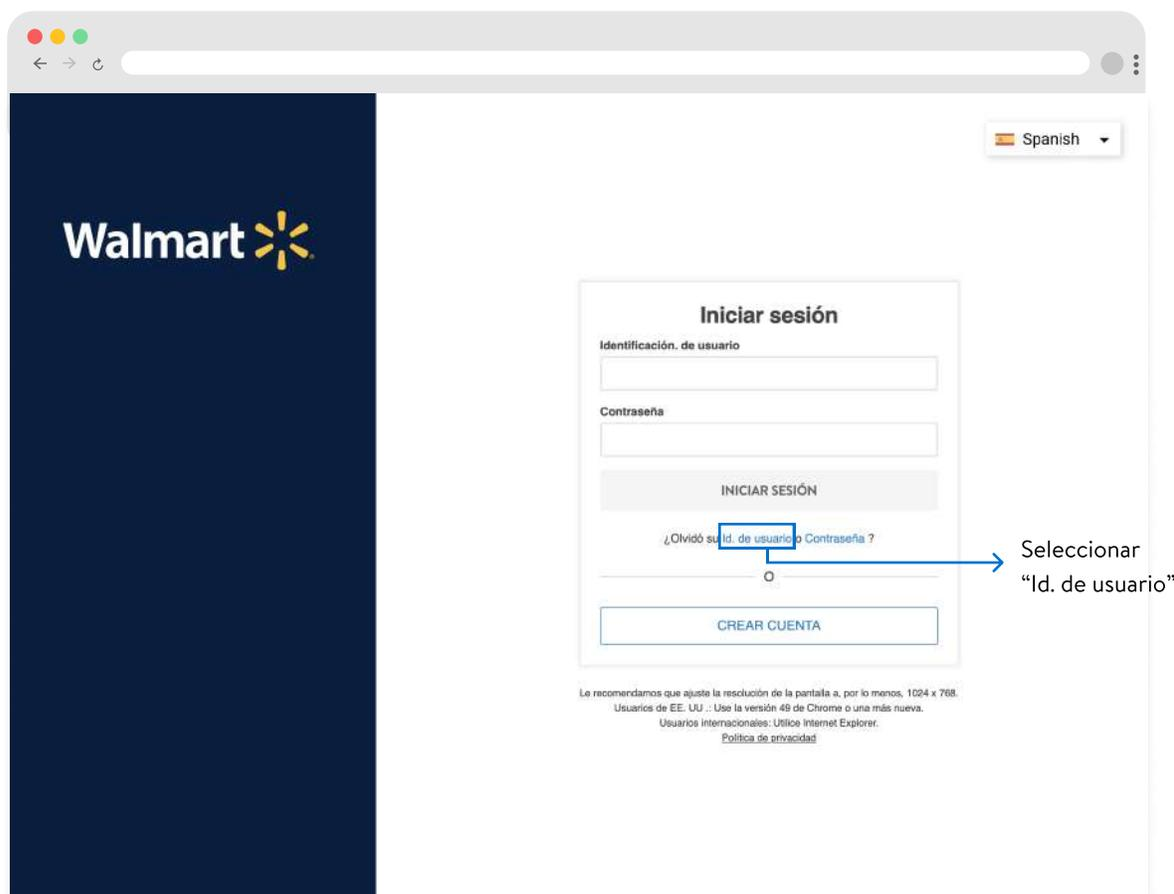 Spanish
Walmart
Iniciar sesión
Identificación. de usuario
Contraseña
INICIAR SESIÓN
¿Olvidó su Id. de usuario o Contraseña ?
Seleccionar
“Id. de usuario”
O
CREAR CUENTA
Le recomendamos que ajuste la resolución de la pantalla a, por lo menos, 1024 x 768.
Usuarios de EE. UU .: Use la versión 49 de Chrome o una más nueva.
Usuarios internacionales: Utilice Internet Explorer.
Política de privacidad